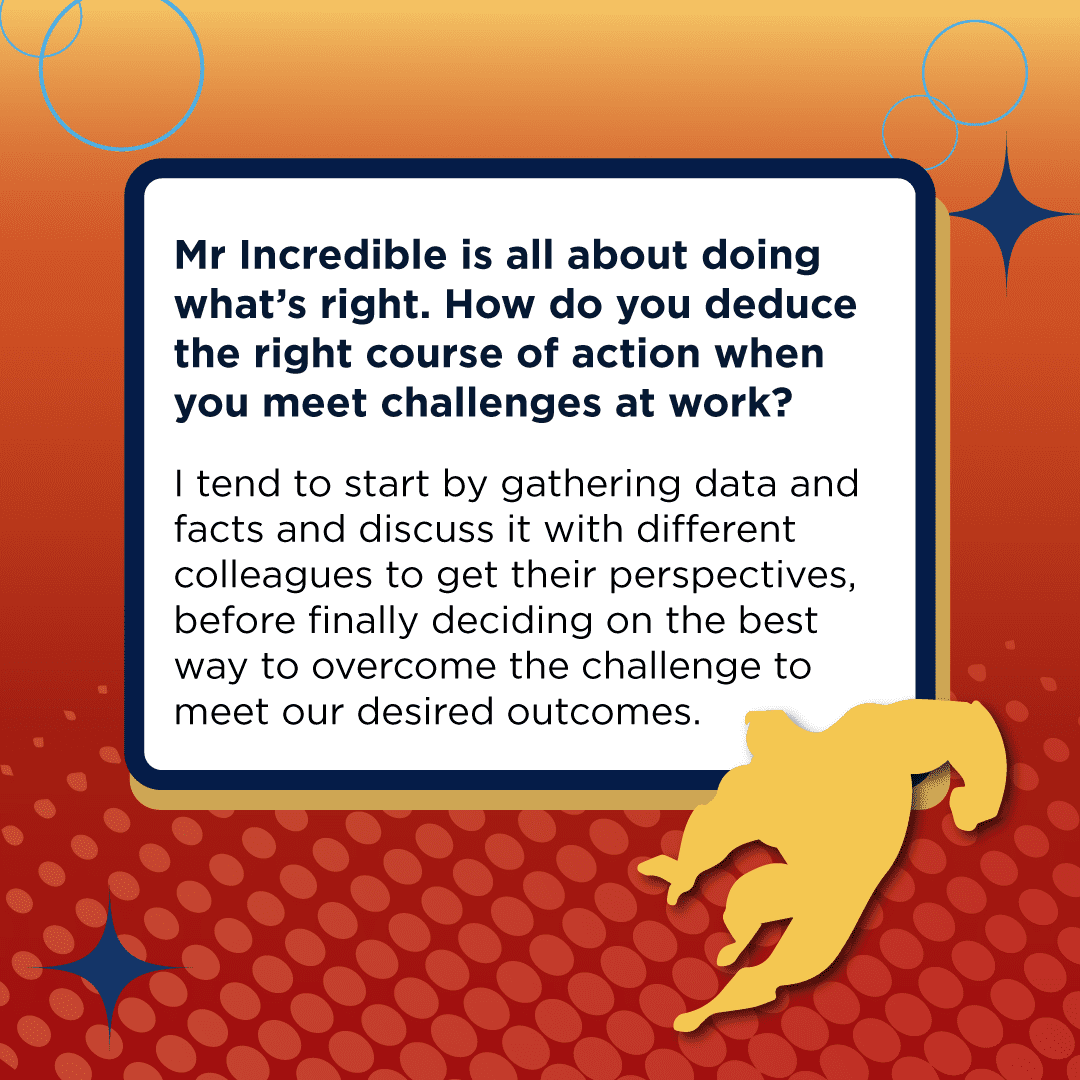 Mr Incredible is all about doing
what’s right. How do you deduce
the right course of action when
you meet challenges at work?
I tend to start by gathering data and
facts and discuss it with different
colleagues to get their perspectives,
before finally deciding on the best
way to overcome the challenge to
meet our desired outcomes.